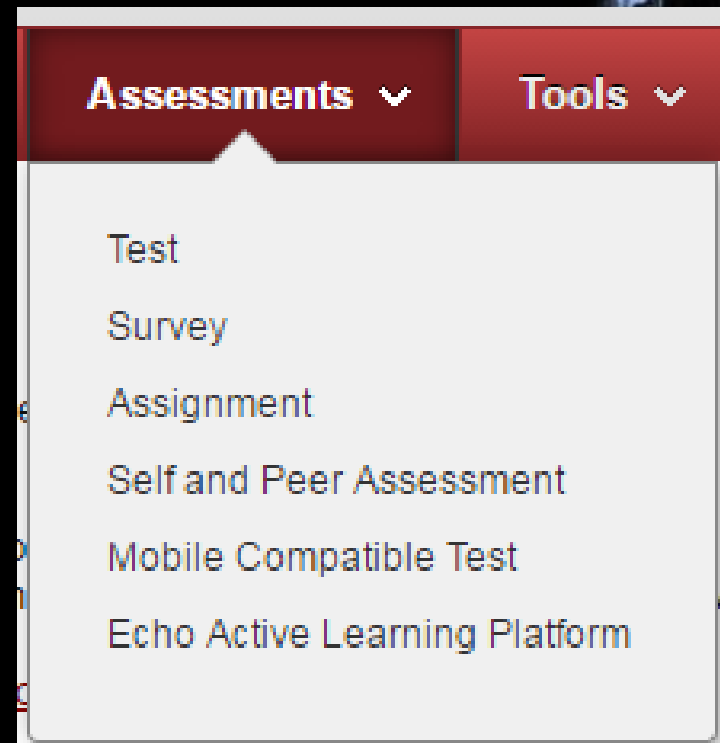 Assessments
Tools
Test
Survey
Assignment
Self and Peer Assessment
Mobile Compatible Test
Echo Active Learning Platform